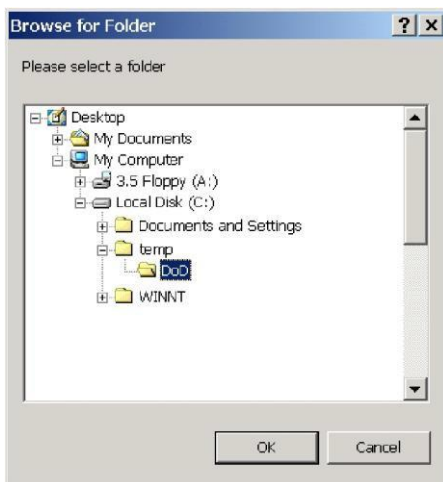 Browse for Folder
Please select a folder
Desktop
My Documents
My Computer
3.5 Floppy (A:)
Local Disk (C:)
Documents and Settings
temp
DoD
WINNT
OK Cancel